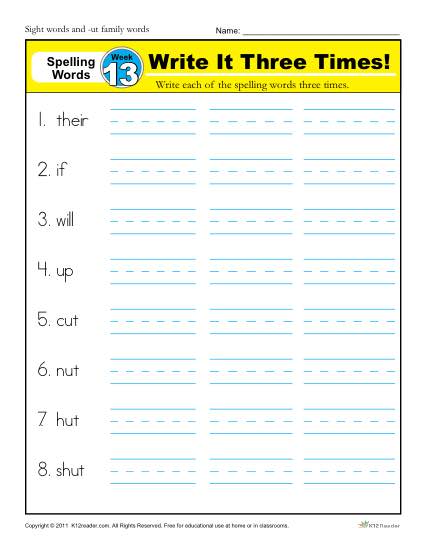 Sight words and -ut family words
Name:
Spelling Words
Week 13
Write It Three Times!
Write each of the spelling words three times.
1. their
2. if
3. will
4. up
5. cut
6. nut
7. hut
8. shut
Copyright © 2011 K12reader.com. All Rights Reserved. Free for educational use at home or in classrooms.
K12Reader